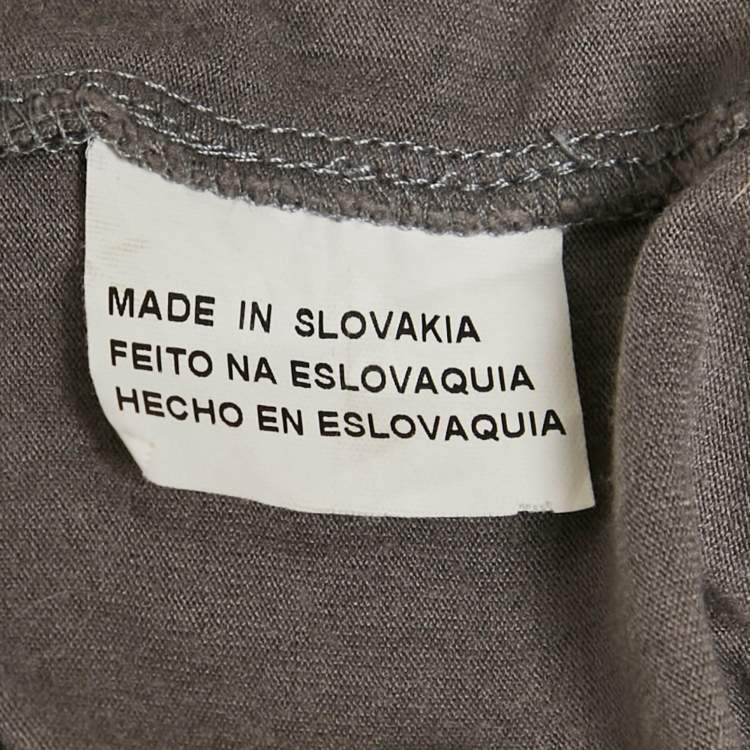 MADE IN SLOVAKIA
FEITO NA ESLOVAQUIA
HECHO EN ESLOVAQUIA